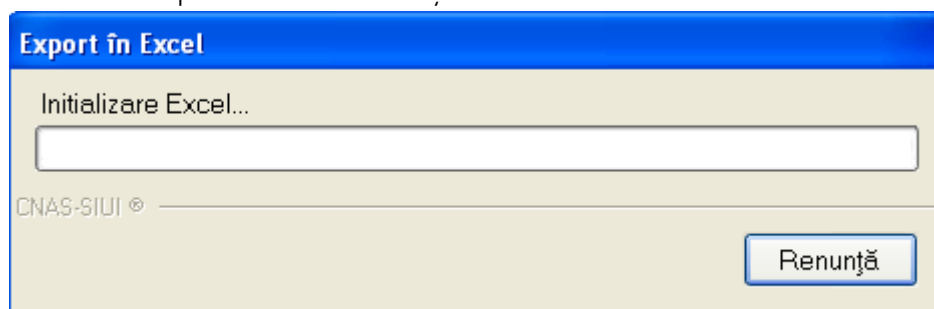 Export în Excel
Initializare Excel...
CNAS-SIUI ®
Renunţă